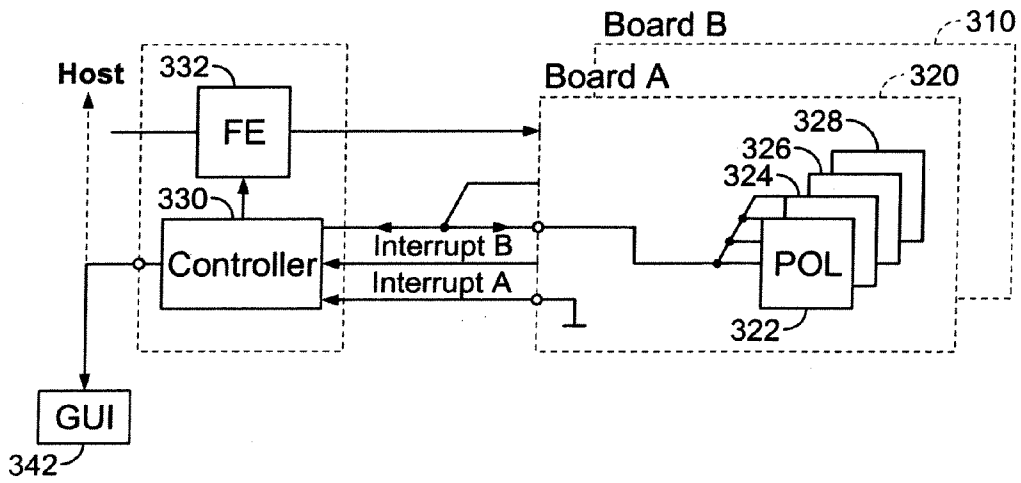 Board B
310
332
Host
Board A
320
FE
328
326
324
330
Interrupt B
Controller
POL
Interrupt A
322
GUI
342